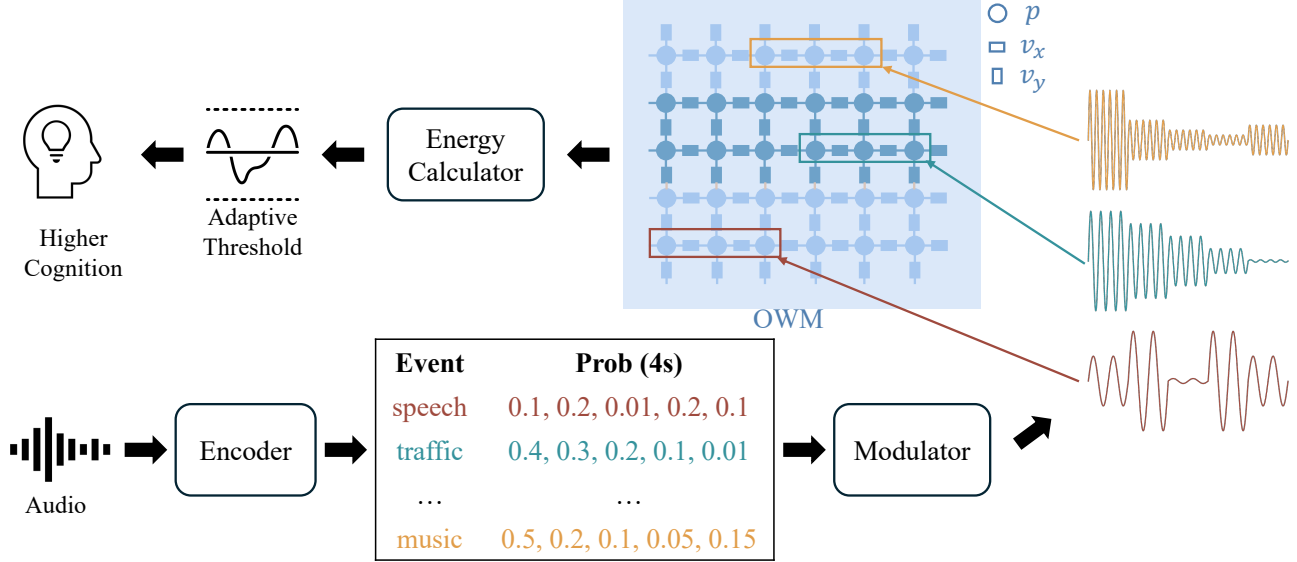 p
v_x
v_y
Energy
Calculator
Adaptive
Threshold
Higher
Cognition
OWM
Event Prob (4s)
speech 0.1, 0.2, 0.01, 0.2, 0.1
traffic 0.4, 0.3, 0.2, 0.1, 0.01
… …
music 0.5, 0.2, 0.1, 0.05, 0.15
Audio
Encoder
Modulator